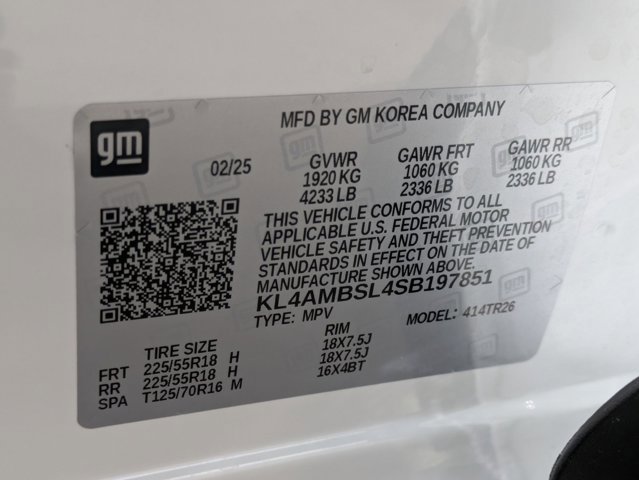 MFD BY GM KOREA COMPANY
gm
02/25
GVWR GAWR FRT GAWR RR
1920 KG 1060 KG 1060 KG
4233 LB 2336 LB 2336 LB
THIS VEHICLE CONFORMS TO ALL
APPLICABLE U.S. FEDERAL MOTOR
VEHICLE SAFETY AND THEFT PREVENTION
STANDARDS IN EFFECT ON THE DATE OF
MANUFACTURE SHOWN ABOVE.
KL4AMBSL4SB197851
TYPE: MPV MODEL: 414TR26
TIRE SIZE RIM
FRT 225/55R18 H 18X7.5J
RR 225/55R18 H 18X7.5J
SPA T125/70R16 M 16X4BT